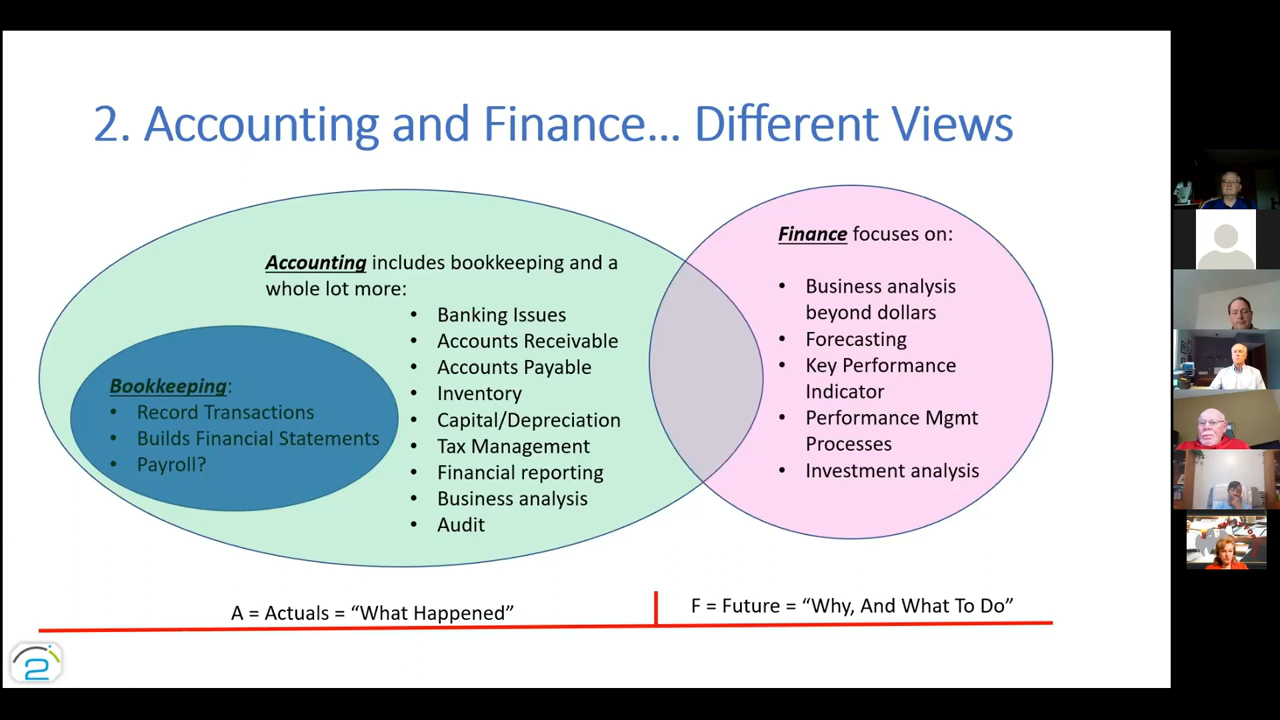 2. Accounting and Finance... Different Views
Accounting includes bookkeeping and a
whole lot more:
• Banking Issues
• Accounts Receivable
• Accounts Payable
• Inventory
• Capital/Depreciation
• Tax Management
• Financial reporting
• Business analysis
• Audit
Bookkeeping:
• Record Transactions
• Builds Financial Statements
• Payroll?
Finance focuses on:
• Business analysis
beyond dollars
• Forecasting
• Key Performance
Indicator
• Performance Mgmt
Processes
• Investment analysis
A = Actuals = “What Happened”
F = Future = “Why, And What To Do”
2